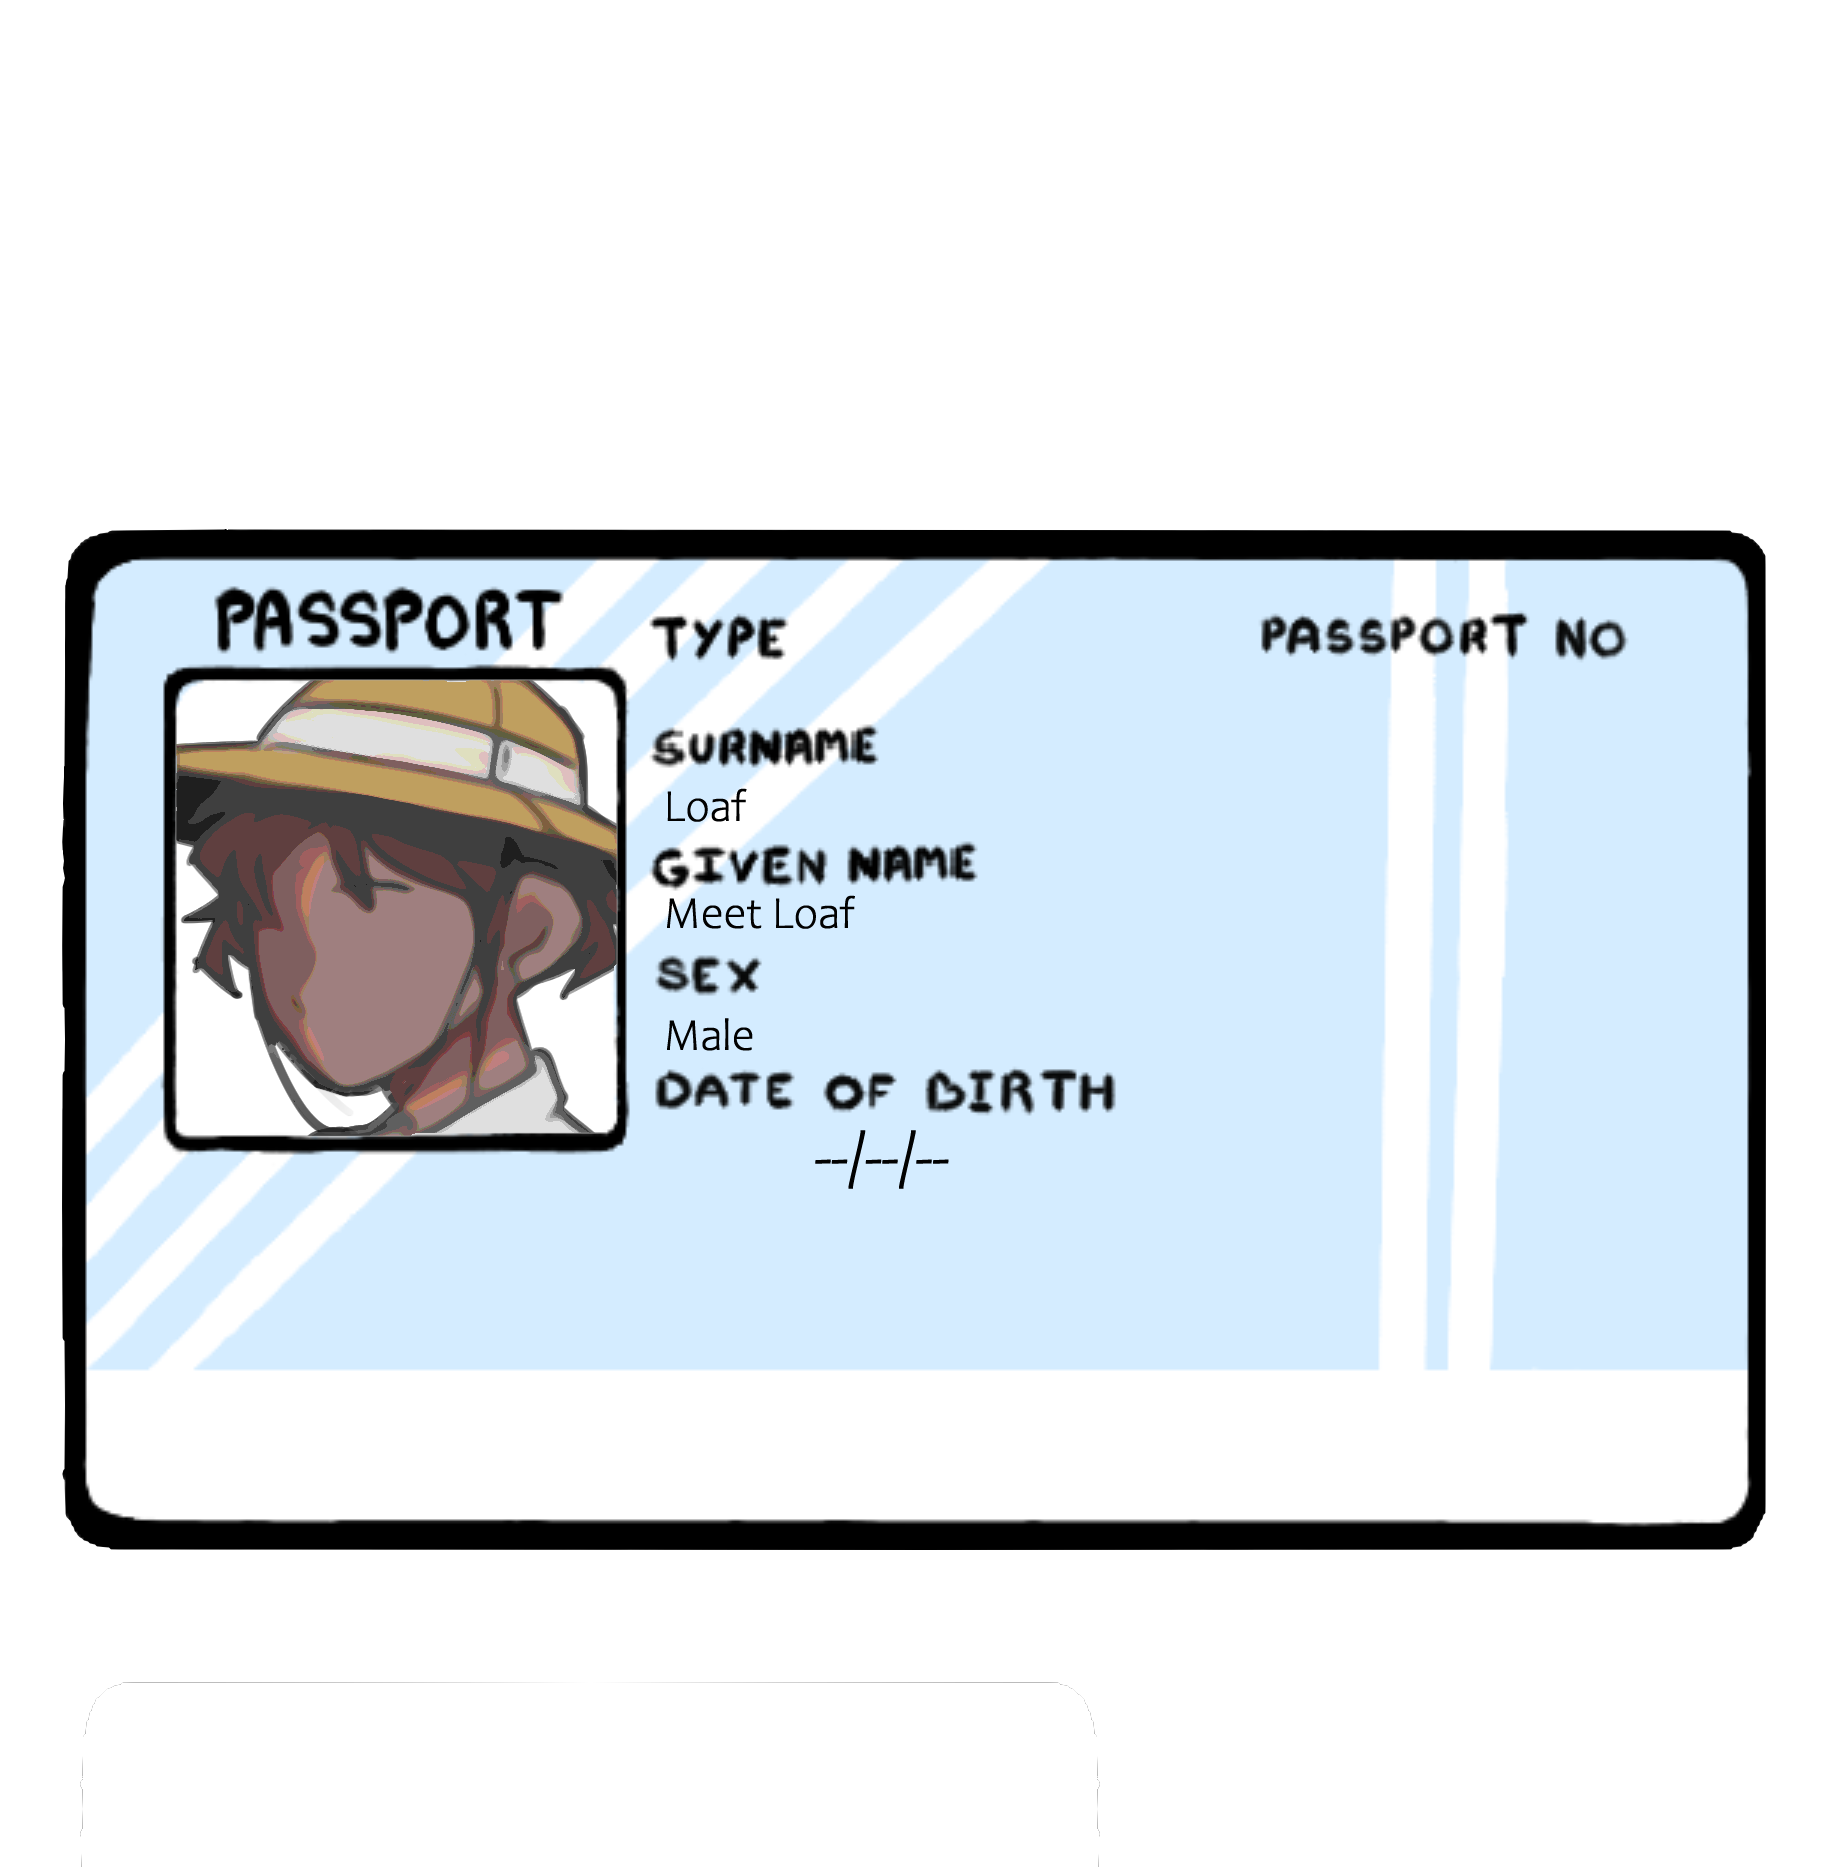 PASSPORT
TYPE
PASSPORT NO
SURNAME
Loaf
GIVEN NAME
Meet Loaf
SEX
Male
DATE OF BIRTH
--/--/--